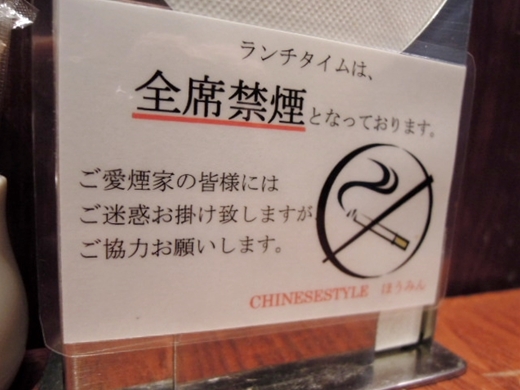 ランチタイムは、
全席禁煙となっております。
ご愛煙家の皆様には
ご迷惑お掛け致しますが
ご協力お願いします。
CHINESESTYLE ほうみん